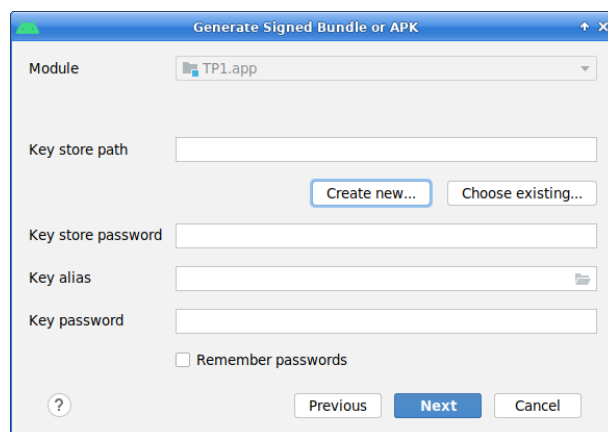 Generate Signed Bundle or APK
Module
TP1.app
Key store path
Create new... Choose existing...
Key store password
Key alias
Key password
Remember passwords
? Previous Next Cancel